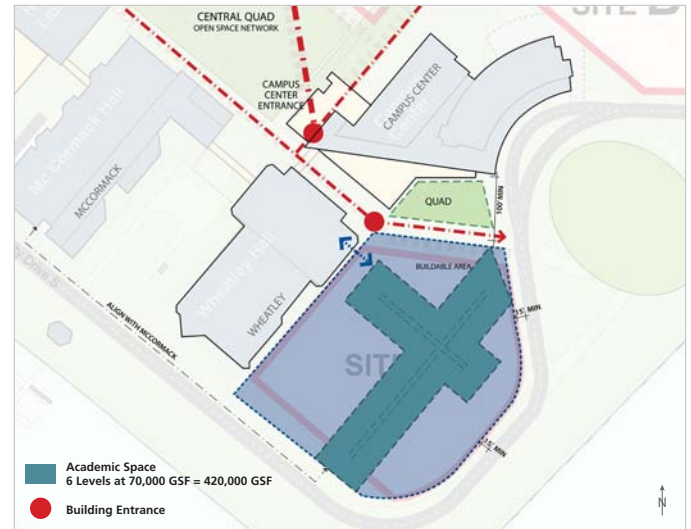 SITE B
CENTRAL QUAD
OPEN SPACE NETWORK
CAMPUS
CENTER
ENTRANCE
CAMPUS CENTER
McCormack Hall
MCCORMACK
100' MIN
QUAD
BUILDABLE AREA
Wheatley Hall
WHEATLEY
15', MIN
ALIGN WITH MCCORMACK
SITE
15' MIN
Academic Space
6 Levels at 70,000 GSF = 420,000 GSF
Building Entrance
N